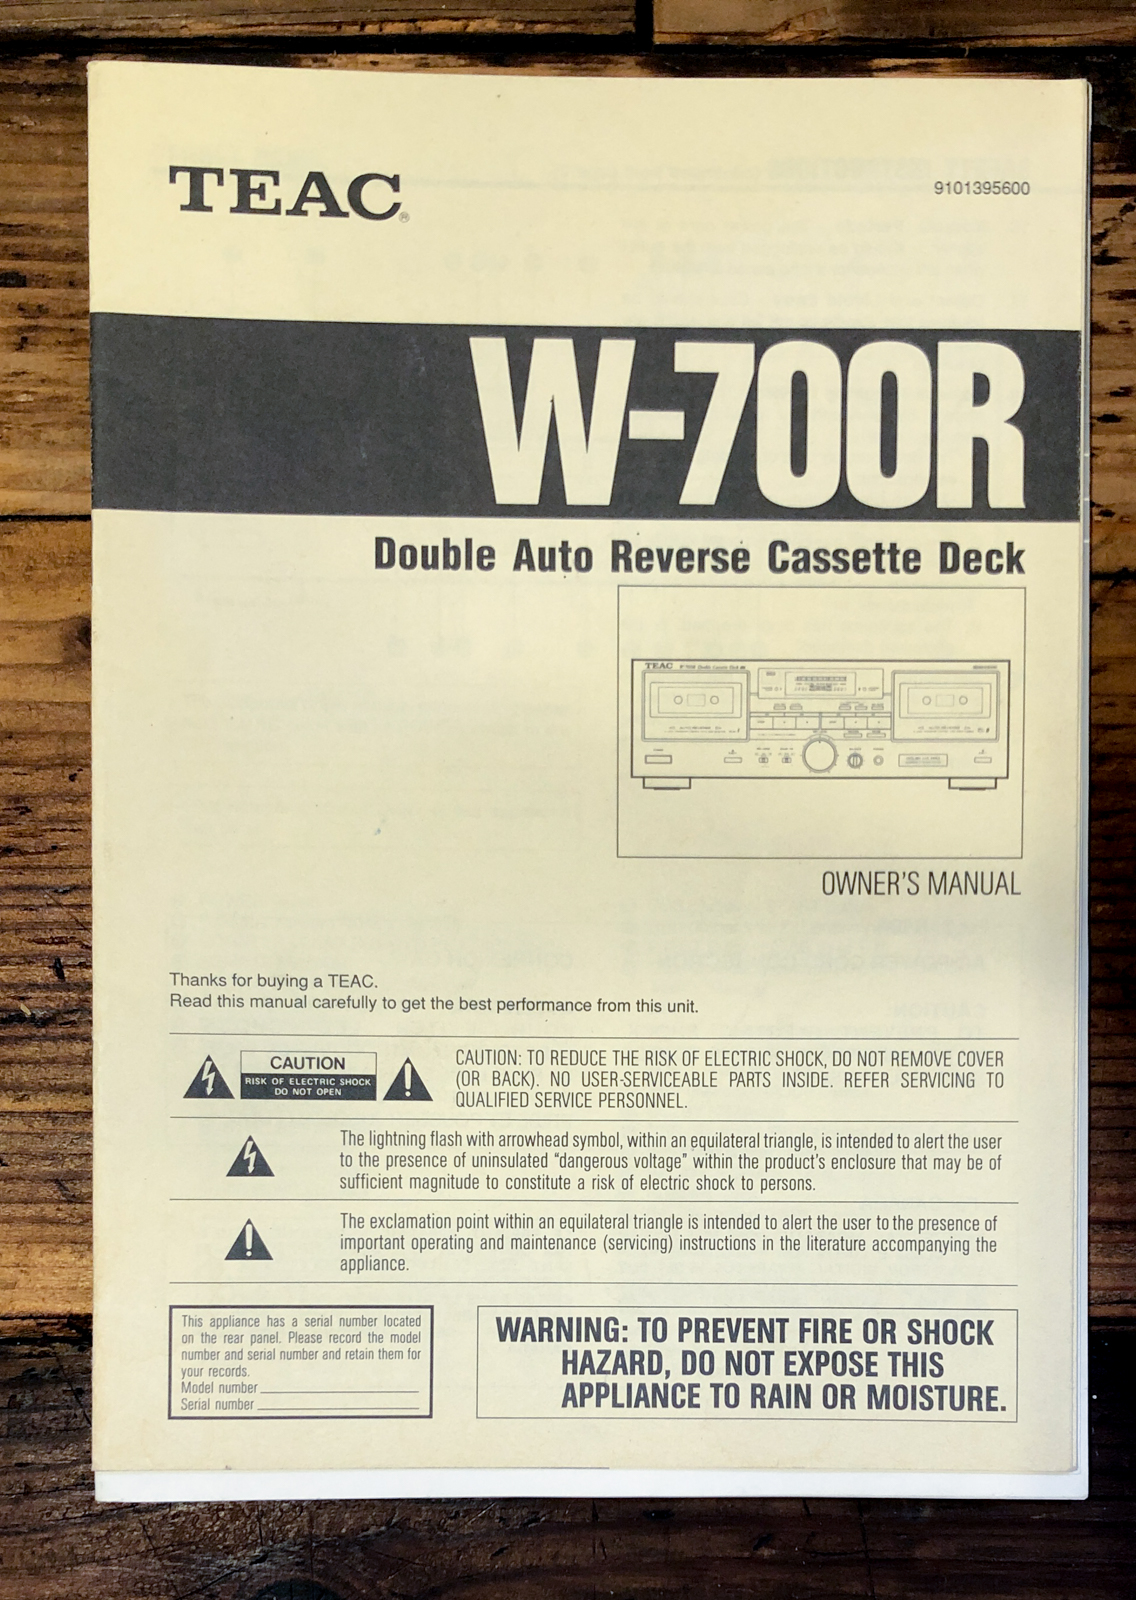 TEAC®
9101395600
W-700R
Double Auto Reverse Cassette Deck
TEAC
OWNER'S MANUAL
Thanks for buying a TEAC.
Read this manual carefully to get the best performance from this unit.
CAUTION
RISK OF ELECTRIC SHOCK
DO NOT OPEN
CAUTION: TO REDUCE THE RISK OF ELECTRIC SHOCK, DO NOT REMOVE COVER
(OR BACK). NO USER-SERVICEABLE PARTS INSIDE. REFER SERVICING TO
QUALIFIED SERVICE PERSONNEL.
The lightning flash with arrowhead symbol, within an equilateral triangle, is intended to alert the user
to the presence of uninsulated “dangerous voltage” within the product's enclosure that may be of
sufficient magnitude to constitute a risk of electric shock to persons.
The exclamation point within an equilateral triangle is intended to alert the user to the presence of
important operating and maintenance (servicing) instructions in the literature accompanying the
appliance.
This appliance has a serial number located
on the rear panel. Please record the model
number and serial number and retain them for
your records.
Model number
Serial number
WARNING: TO PREVENT FIRE OR SHOCK
HAZARD, DO NOT EXPOSE THIS
APPLIANCE TO RAIN OR MOISTURE.